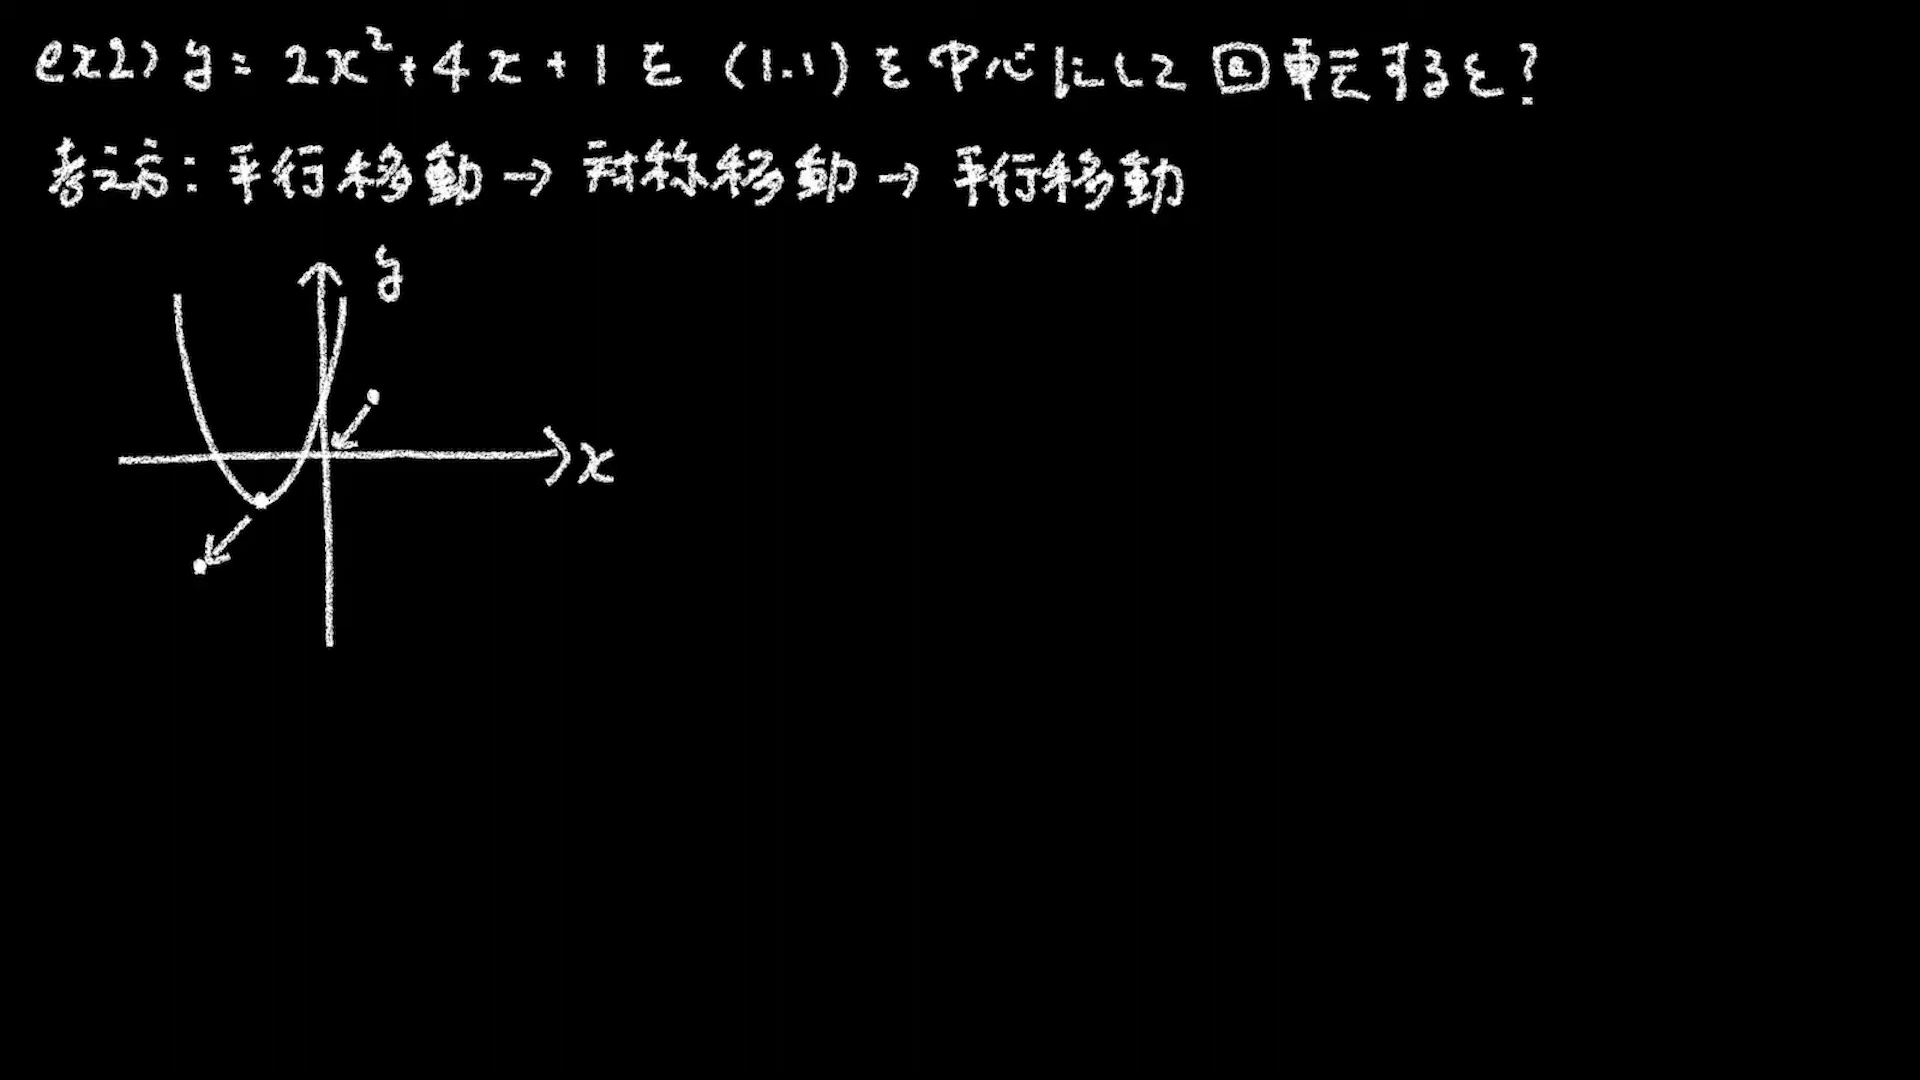 ex2) y = 2x²+4x+1を(1.1)を中心にして回転すると?
考え方:平行移動→対称移動→平行移動
y
x